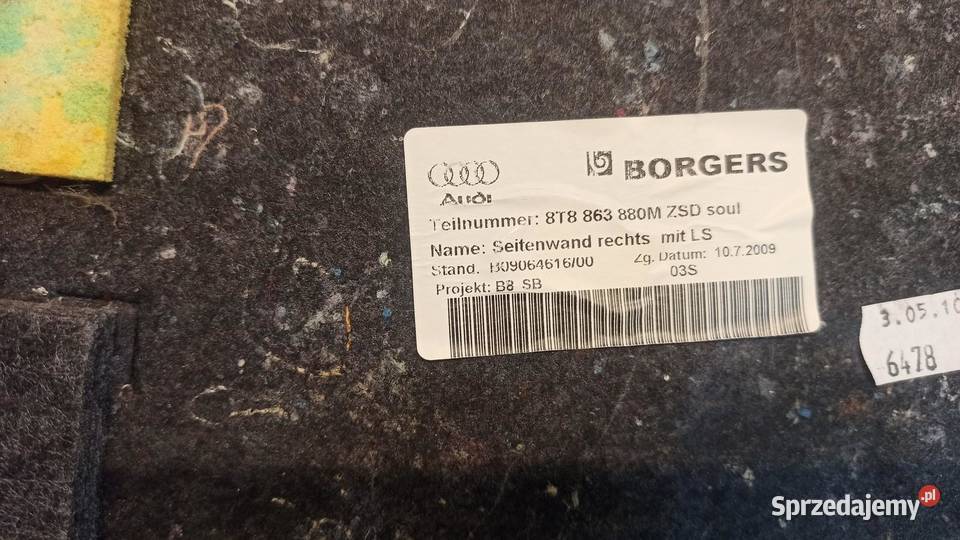 BORGERS
Audi
Teilnummer: 8T8 863 880M ZSD soul
Name: Seitenwand rechts mit LS
Stand. B09064616/00 Zg. Datum: 10.7.2009
03S
Projekt: B8 SB
3.05.10
6478
Sprzedajemy.pl